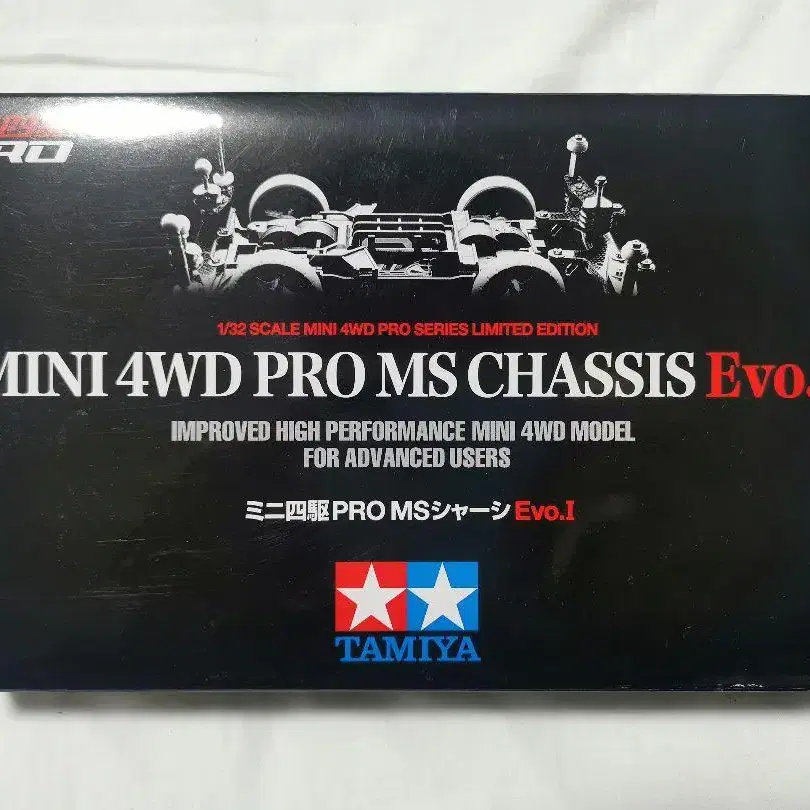 RO
1/32 SCALE MINI 4WD PRO SERIES LIMITED EDITION
MINI 4WD PRO MS CHASSIS Evo.
IMPROVED HIGH PERFORMANCE MINI 4WD MODEL
FOR ADVANCED USERS
ミニ四駆PRO MSシャーシ Evo.I
TAMIYA